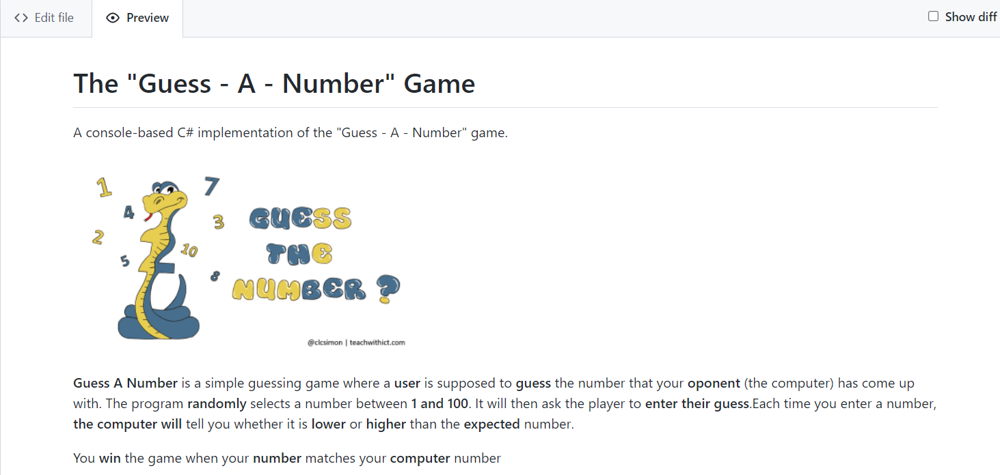 <> Edit file
Preview
Show diff
The "Guess - A - Number" Game
A console-based C# implementation of the "Guess - A - Number" game.
1
7
4
3
2
10
5
8
GUESS
THE
NUMBER ?
@clcsimon | teachwithict.com
Guess A Number is a simple guessing game where a user is supposed to guess the number that your oponent (the computer) has come up
with. The program randomly selects a number between 1 and 100. It will then ask the player to enter their guess.Each time you enter a number,
the computer will tell you whether it is lower or higher than the expected number.
You win the game when your number matches your computer number